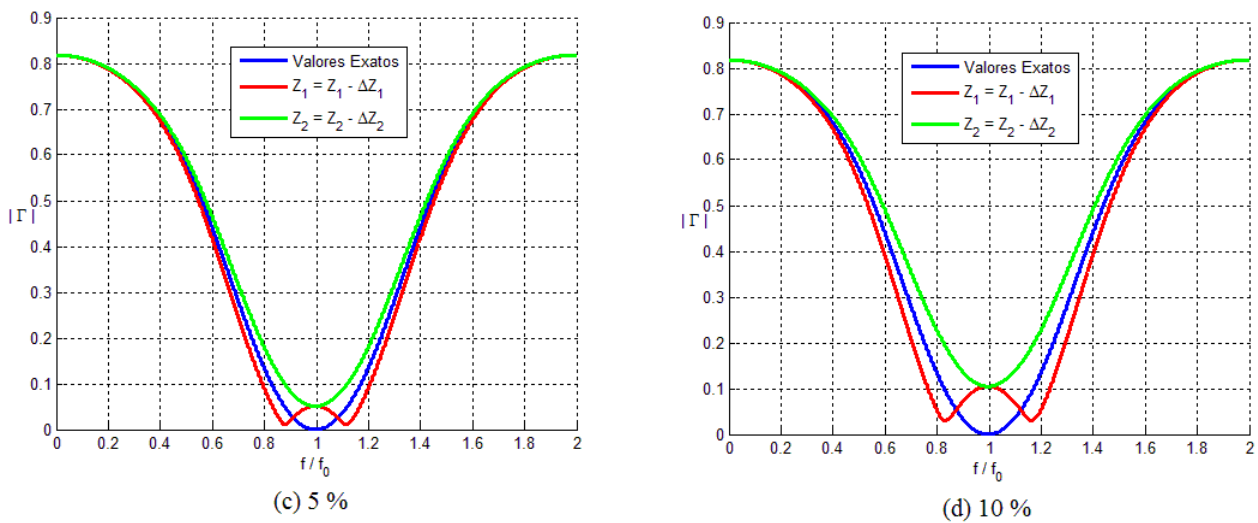 0.9
0.8
0.7
0.6
0.5
0.4
0.3
0.2
0.1
0
| Γ |
Valores Exatos
Z1 = Z1 - ΔZ1
Z2 = Z2 - ΔZ2
0 0.2 0.4 0.6 0.8 1 1.2 1.4 1.6 1.8 2
f / f0
(c) 5 %
0.9
0.8
0.7
0.6
0.5
0.4
0.3
0.2
0.1
0
| Γ |
Valores Exatos
Z1 = Z1 - ΔZ1
Z2 = Z2 - ΔZ2
0 0.2 0.4 0.6 0.8 1 1.2 1.4 1.6 1.8 2
f / f0
(d) 10 %